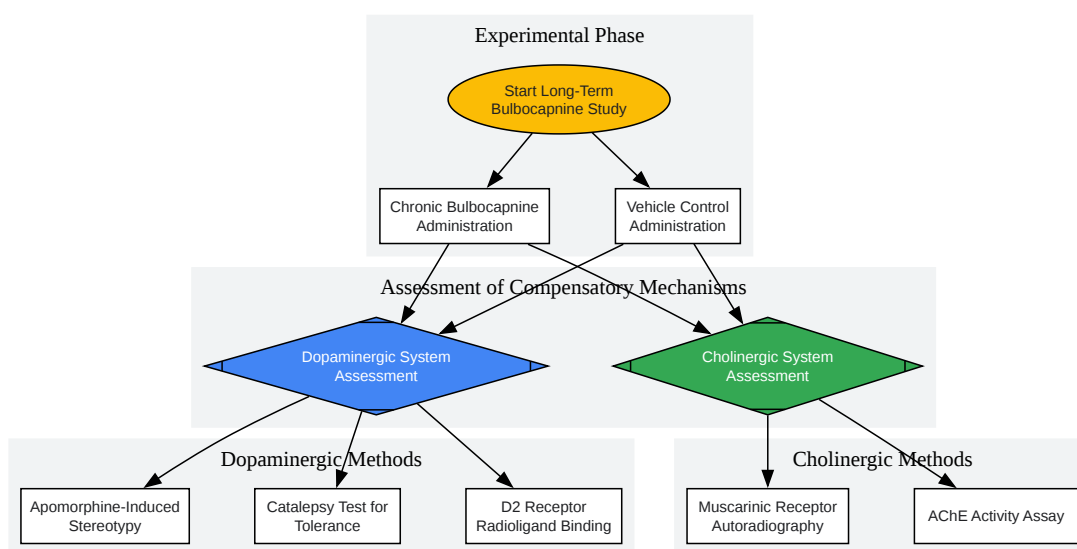 Experimental Phase
Start Long-Term
Bulbocapnine Study
Chronic Bulbocapnine
Administration
Vehicle Control
Administration
Assessment of Compensatory Mechanisms
Dopaminergic System
Assessment
Cholinergic System
Assessment
Dopaminergic Methods
Cholinergic Methods
Apomorphine-Induced
Stereotypy
Catalepsy Test for
Tolerance
D2 Receptor
Radioligand Binding
Muscarinic Receptor
Autoradiography
AChE Activity Assay